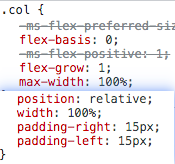 .col {
-ms-flex-preferred-siz
flex-basis: 0;
-ms-flex-positive: 1;
flex-grow: 1;
max-width: 100%;
position: relative;
width: 100%;
padding-right: 15px;
padding-left: 15px;
}